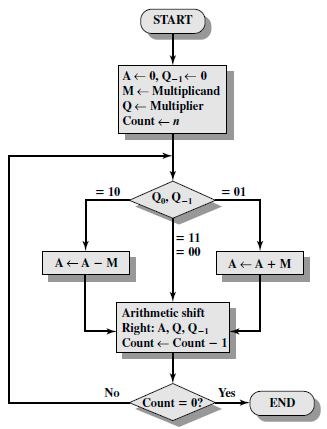 START
A ← 0, Q₋₁ ← 0
M ← Multiplicand
Q ← Multiplier
Count ← n
= 10
Q₀, Q₋₁
= 01
= 11
= 00
A ← A − M
A ← A + M
Arithmetic shift
Right: A, Q, Q₋₁
Count ← Count − 1
No
Count = 0?
Yes
END